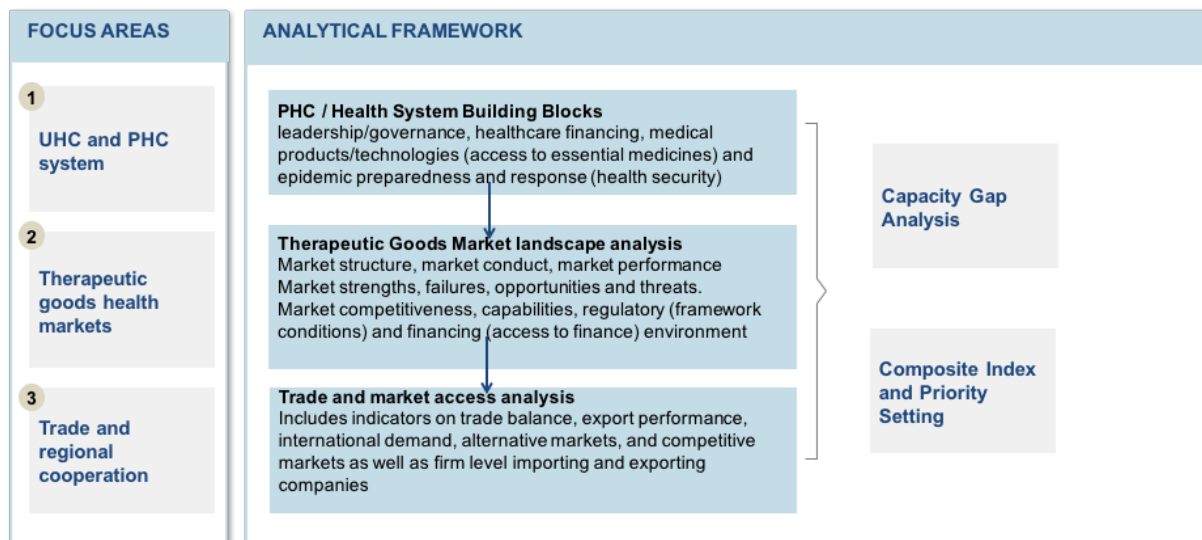 FOCUS AREAS
1
UHC and PHC
system
2
Therapeutic
goods health
markets
3
Trade and
regional
cooperation
ANALYTICAL FRAMEWORK
PHC / Health System Building Blocks
leadership/governance, healthcare financing, medical
products/technologies (access to essential medicines) and
epidemic preparedness and response (health security)
Therapeutic Goods Market landscape analysis
Market structure, market conduct, market performance
Market strengths, failures, opportunities and threats.
Market competitiveness, capabilities, regulatory (framework
conditions) and financing (access to finance) environment
Trade and market access analysis
Includes indicators on trade balance, export performance,
international demand, alternative markets, and competitive
markets as well as firm level importing and exporting
companies
Capacity Gap
Analysis
Composite Index
and Priority
Setting